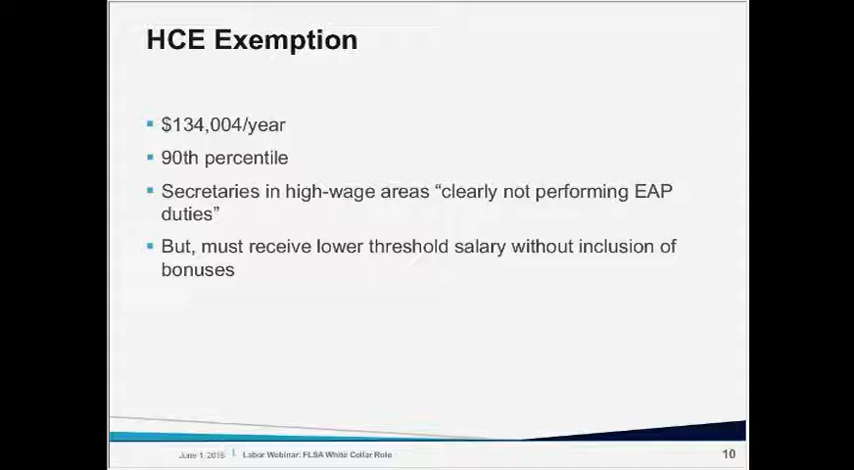 HCE Exemption
$134,004/year
90th percentile
Secretaries in high-wage areas “clearly not performing EAP
duties”
But, must receive lower threshold salary without inclusion of
bonuses
June 1, 2016 | Labor Webinar: FLSA White Collar Rule 10